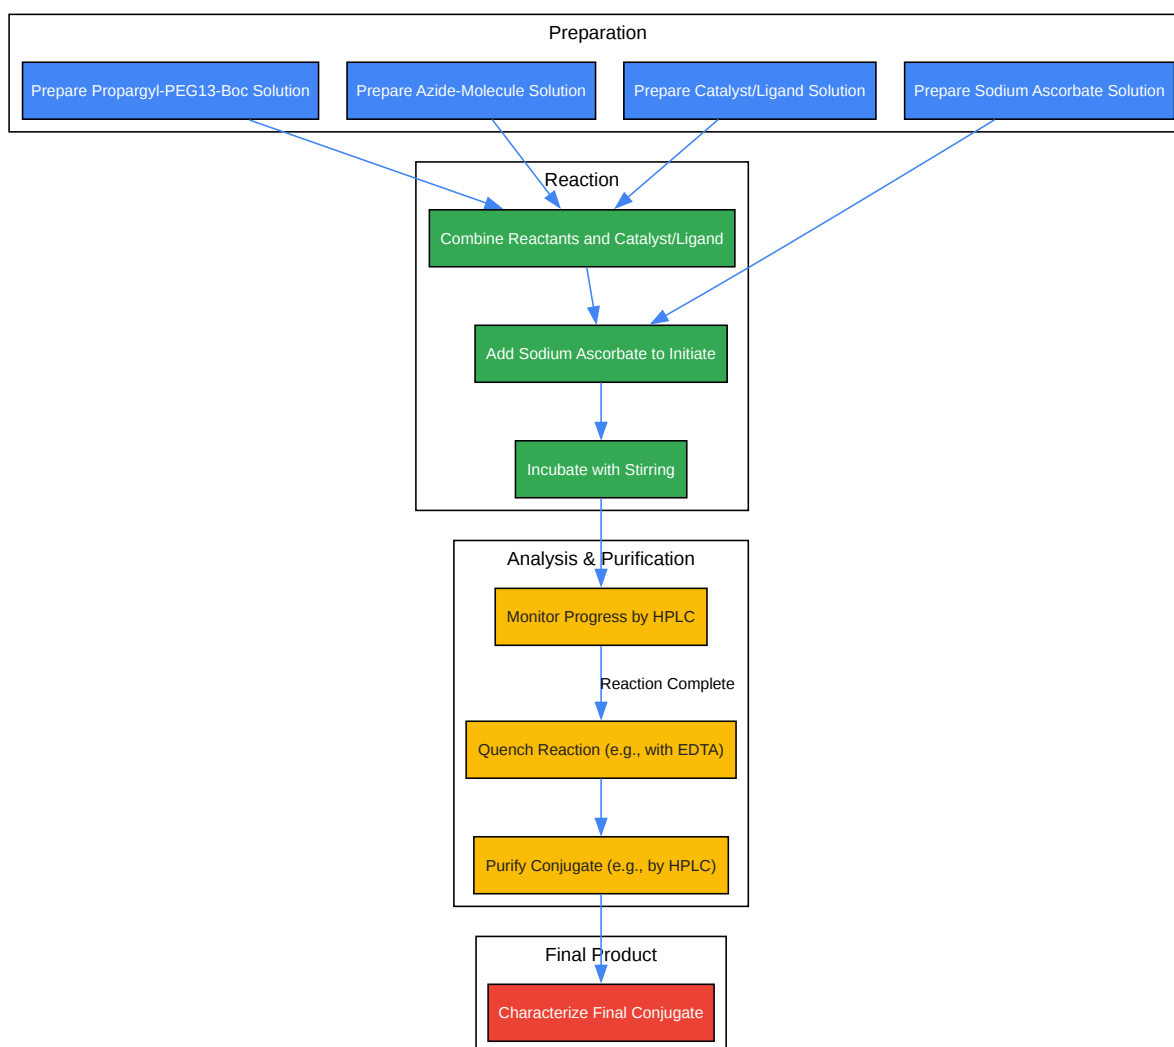 Preparation
Prepare Propargyl-PEG13-Boc Solution
Prepare Azide-Molecule Solution
Prepare Catalyst/Ligand Solution
Prepare Sodium Ascorbate Solution
Reaction
Combine Reactants and Catalyst/Ligand
Add Sodium Ascorbate to Initiate
Incubate with Stirring
Analysis & Purification
Monitor Progress by HPLC
Reaction Complete
Quench Reaction (e.g., with EDTA)
Purify Conjugate (e.g., by HPLC)
Final Product
Characterize Final Conjugate